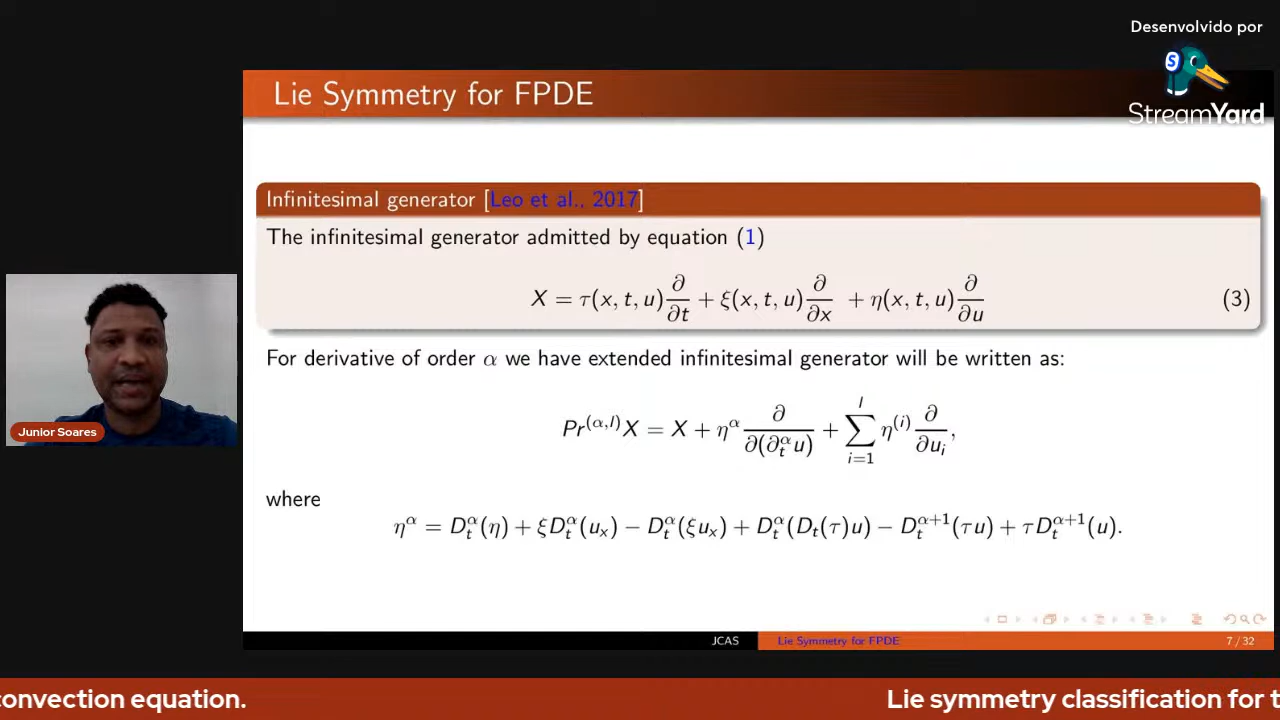 Desenvolvido por
StreamYard
Lie Symmetry for FPDE
Infinitesimal generator [Leo et al., 2017]
The infinitesimal generator admitted by equation (1)
X = τ(x, t, u) ∂/∂t + ξ(x, t, u) ∂/∂x + η(x, t, u) ∂/∂u (3)
For derivative of order α we have extended infinitesimal generator will be written as:
Pr^(α,l) X = X + η^α ∂/∂(∂_t^α u) + ∑_{i=1}^{l} η^(i) ∂/∂u_i,
where
η^α = D_t^α(η) + ξD_t^α(u_x) − D_t^α(ξu_x) + D_t^α(D_t(τ)u) − D_t^{α+1}(τu) + τD_t^{α+1}(u).
Junior Soares
JCAS
Lie Symmetry for FPDE
7 / 32
convection equation.
Lie symmetry classification for t